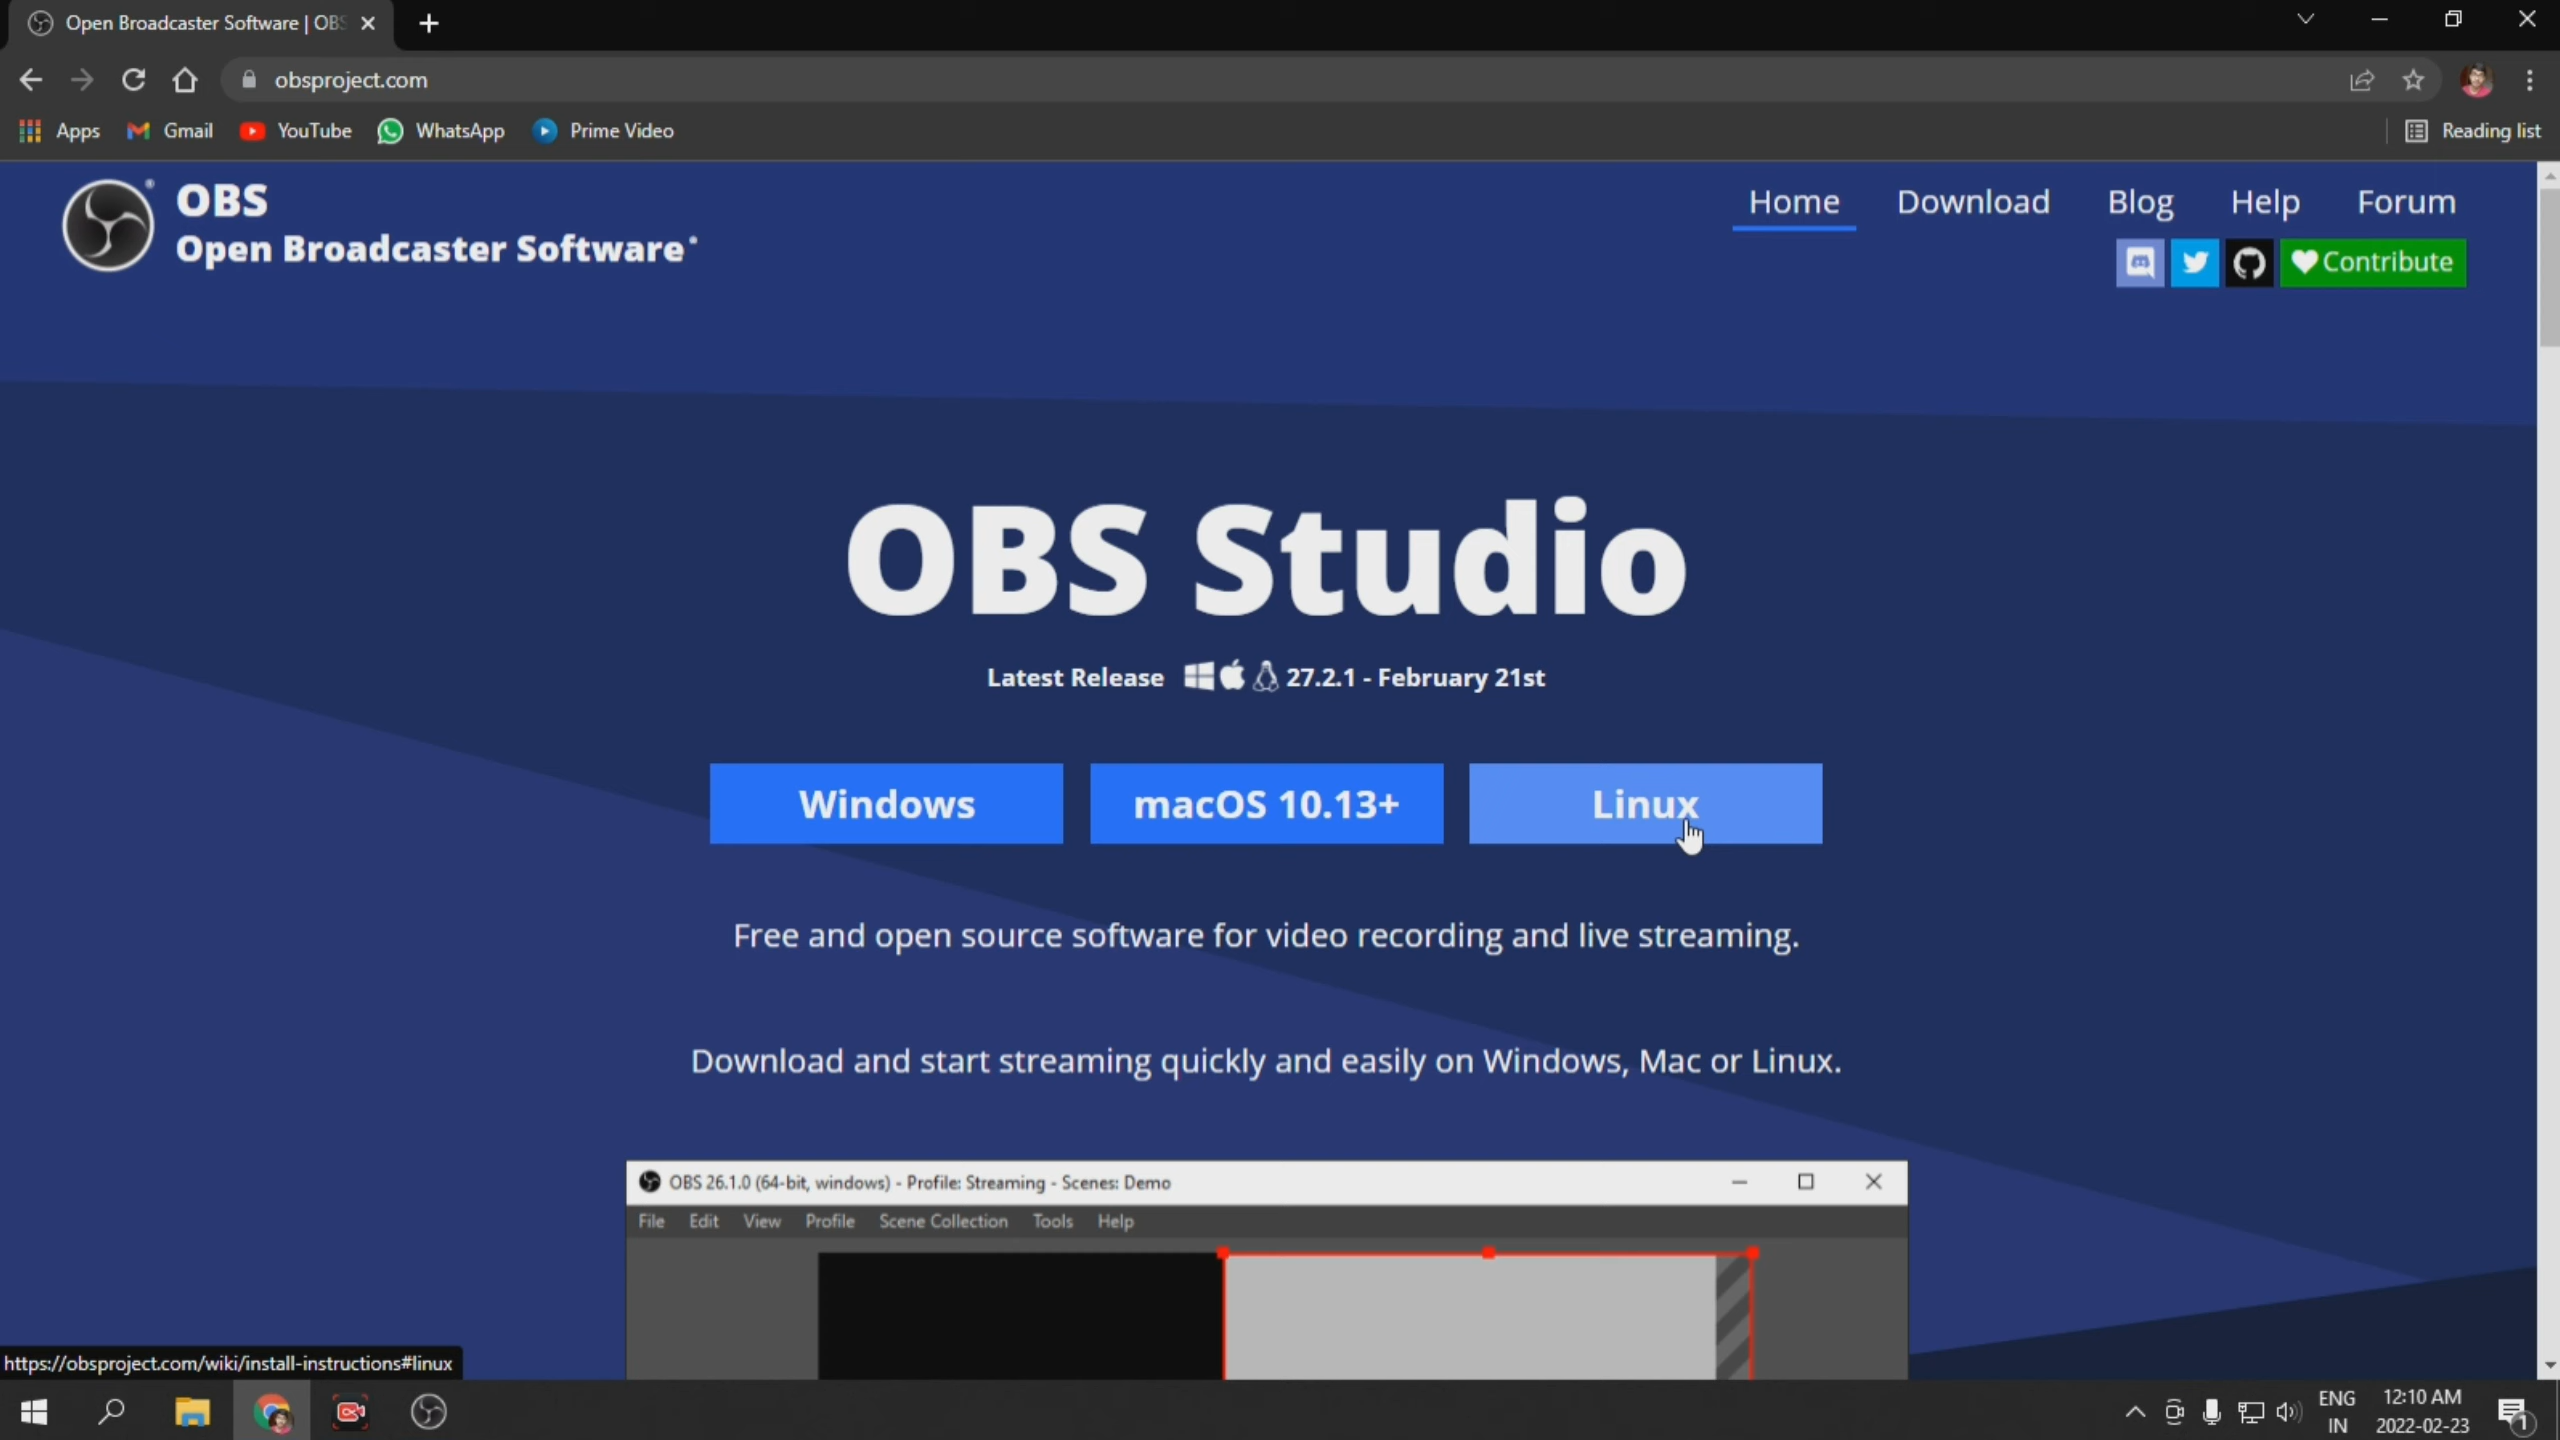 Open Broadcaster Software | OBS
obsproject.com
Apps Gmail YouTube WhatsApp Prime Video Reading list
OBS
Open Broadcaster Software
Home Download Blog Help Forum
Contribute
OBS Studio
Latest Release 27.2.1 - February 21st
Windows macOS 10.13+ Linux
Free and open source software for video recording and live streaming.
Download and start streaming quickly and easily on Windows, Mac or Linux.
OBS 26.1.0 (64-bit, windows) - Profile: Streaming - Scenes: Demo
File Edit View Profile Scene Collection Tools Help
https://obsproject.com/wiki/install-instructions#linux
ENG 12:10 AM
IN 2022-02-23 1